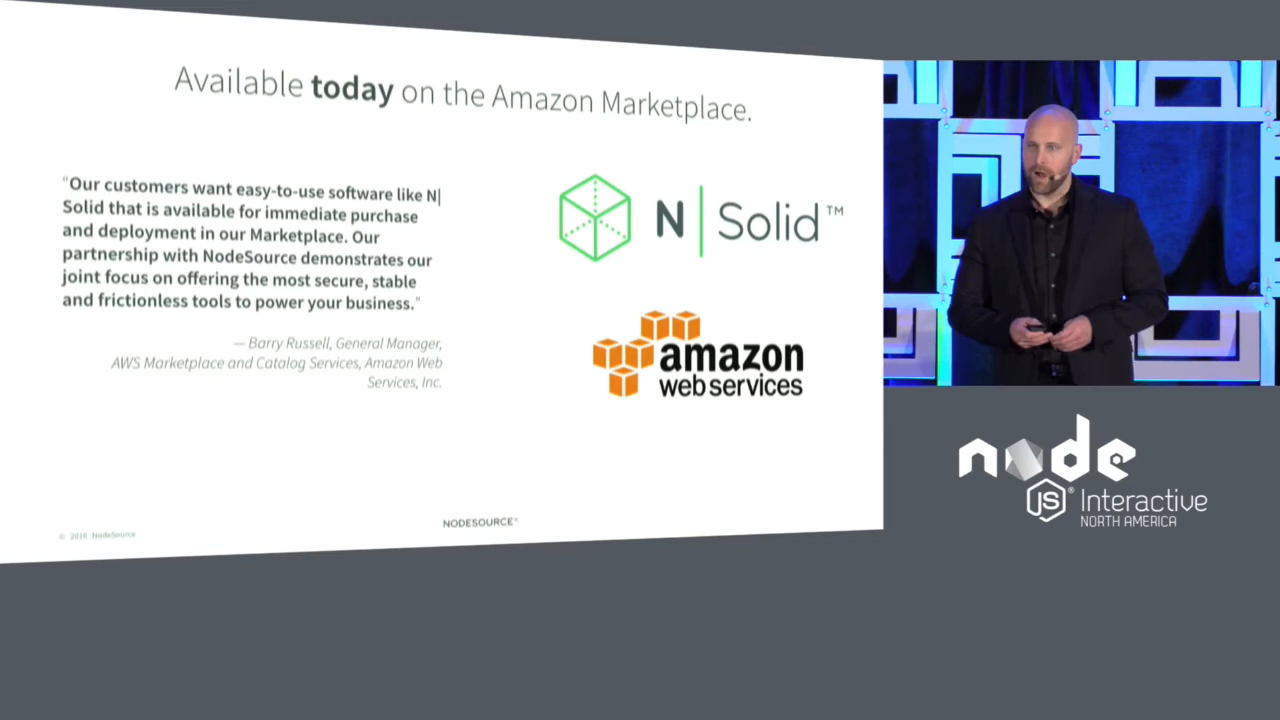 Available today on the Amazon Marketplace.
"Our customers want easy-to-use software like N|
Solid that is available for immediate purchase
and deployment in our Marketplace. Our
partnership with NodeSource demonstrates our
joint focus on offering the most secure, stable
and frictionless tools to power your business."
— Barry Russell, General Manager,
AWS Marketplace and Catalog Services, Amazon Web
Services, Inc.
N | Solid™
amazon
web services
NODESOURCE®
© 2016 NodeSource
node
JS® Interactive
NORTH AMERICA